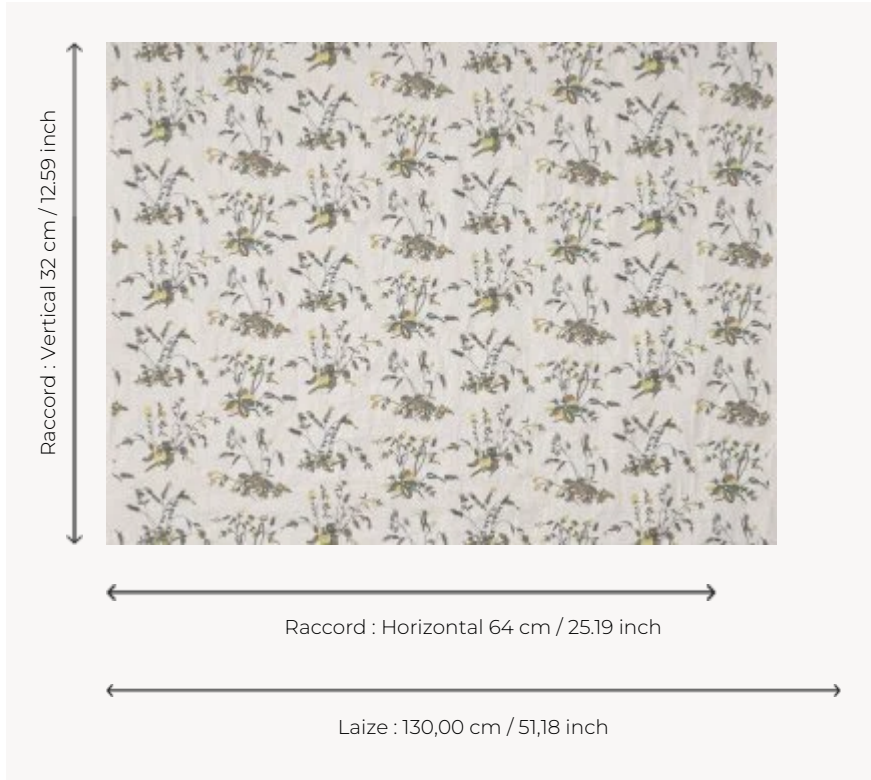 Raccord : Vertical 32 cm / 12.59 inch
Raccord : Horizontal 64 cm / 25.19 inch
Laize : 130,00 cm / 51,18 inch